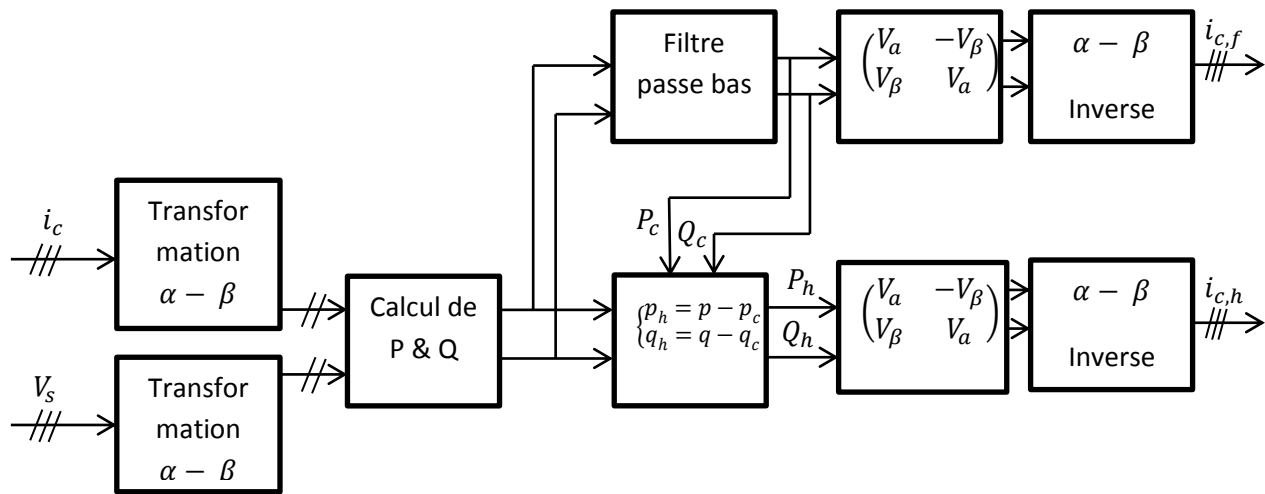 Filtre
passe bas
(V_a −V_β
V_β V_a)
α − β
Inverse
i_{c,f}
i_c
Transfor
mation
α − β
V_s
Transfor
mation
α − β
Calcul de
P & Q
P_c
Q_c
{p_h = p − p_c
q_h = q − q_c
P_h
Q_h
(V_a −V_β
V_β V_a)
α − β
Inverse
i_{c,h}